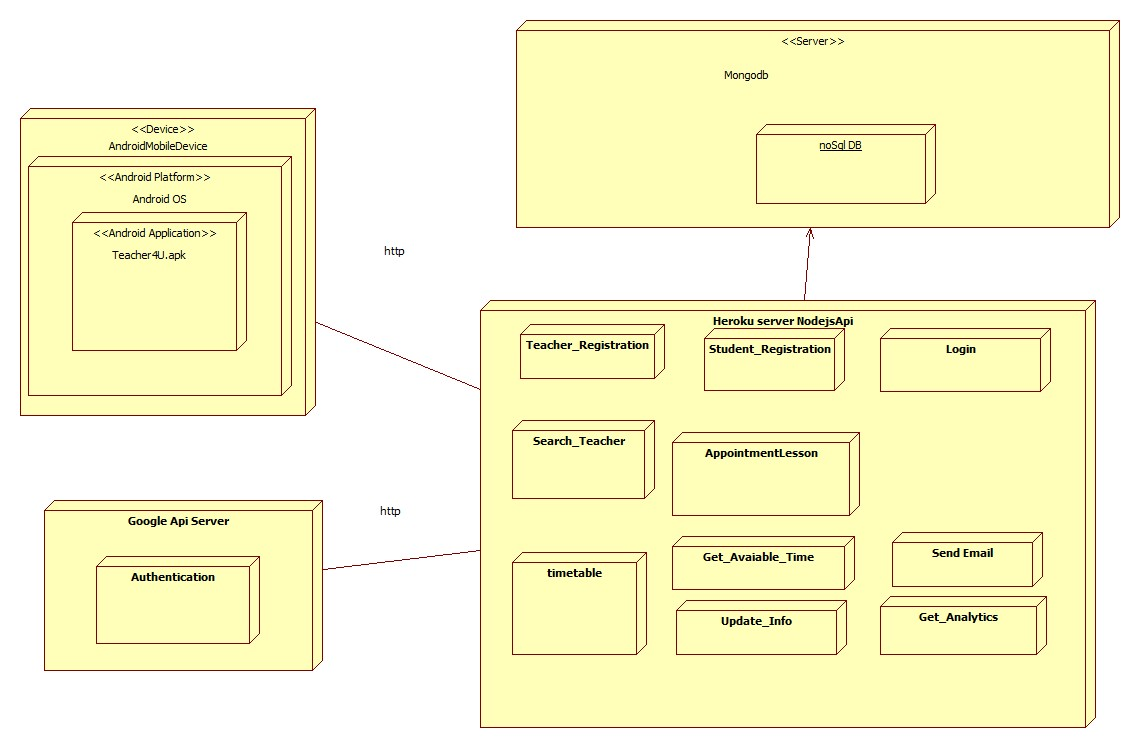 <<Server>>
Mongodb
noSql DB
<<Device>>
AndroidMobileDevice
<<Android Platform>>
Android OS
<<Android Application>>
Teacher4U.apk
http
Heroku server NodejsApi
Teacher_Registration
Student_Registration
Login
Search_Teacher
AppointmentLesson
Google Api Server
Authentication
http
timetable
Get_Avaiable_Time
Send Email
Update_Info
Get_Analytics